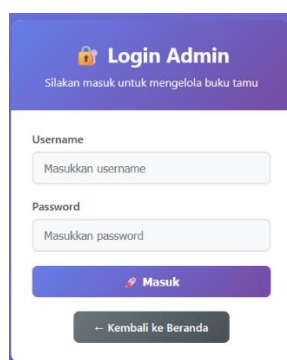 🔐 Login Admin
Silakan masuk untuk mengelola buku tamu
Username
Masukkan username
Password
Masukkan password
🚀 Masuk
← Kembali ke Beranda